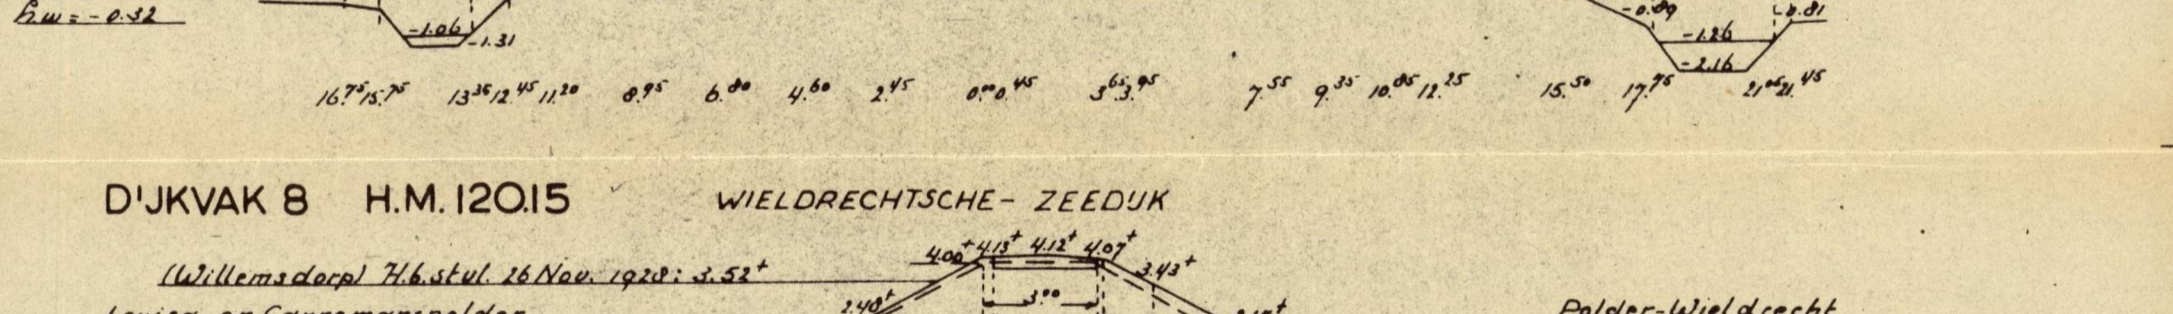 h.w = -0.32
-0.89 -0.81
-1.06 -1.26
-1.31
-2.16
16.75 15.75 13.35 12.45 11.20 8.95 6.80 4.60 2.45 0.00 0.45 3.65 3.95 7.55 9.35 10.85 12.25 15.50 17.75 21.05 21.45
DIJKVAK 8 H.M. 120.15 WIELDRECHTSCHE- ZEEDIJK
4.00+ 4.13+ 4.12+ 4.07+
(Willemsdorp) H.b. stvl. 26 Nov. 1928: 3.52+ 3.43+
2.48+ 3.00
Polder-Wieldrecht